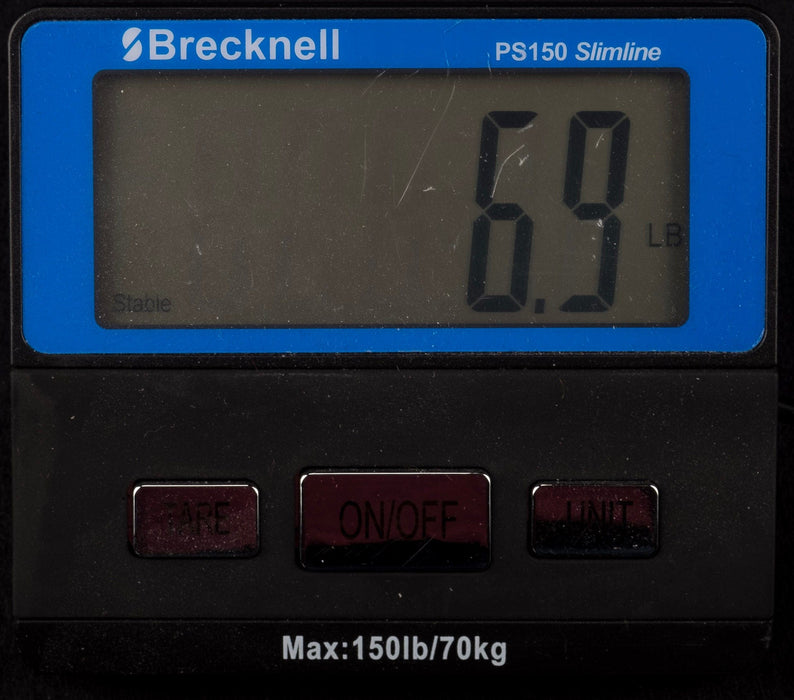 Brecknell PS150 Slimline
6.9 LB
Stable
TARE ON/OFF UNIT
Max:150lb/70kg